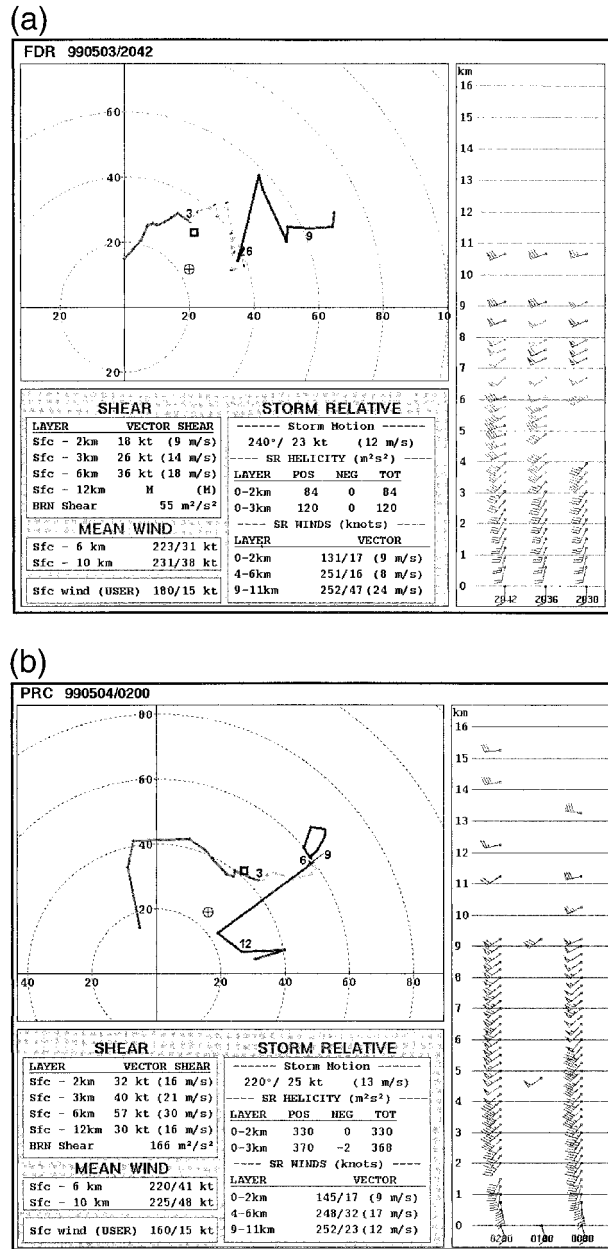 (a)
FDR 990503/2042
60
40
20
20
20
40
60
80
10
3
26
9
km
16
15
14
13
12
11
10
9
8
7
6
5
4
3
2
1
0
2042 2036 2030
SHEAR
LAYER VECTOR SHEAR
Sfc - 2km 18 kt (9 m/s)
Sfc - 3km 26 kt (14 m/s)
Sfc - 6km 36 kt (18 m/s)
Sfc - 12km M (M)
BRN Shear 55 m²/s²
MEAN WIND
Sfc - 6 km 223/31 kt
Sfc - 10 km 231/38 kt
Sfc wind (USER) 180/15 kt
STORM RELATIVE
----- Storm Motion -----
240°/ 23 kt (12 m/s)
---- SR HELICITY (m²s²) ----
LAYER POS NEG TOT
0-2km 84 0 84
0-3km 120 0 120
---- SR WINDS (knots) ----
LAYER VECTOR
0-2km 131/17 (9 m/s)
4-6km 251/16 (8 m/s)
9-11km 252/47 (24 m/s)
(b)
PRC 990504/0200
80
60
40
20
40
20
20
40
60
80
3
6
9
12
km
16
15
14
13
12
11
10
9
8
7
6
5
4
3
2
1
0
0200 0100
SHEAR
LAYER VECTOR SHEAR
Sfc - 2km 32 kt (16 m/s)
Sfc - 3km 40 kt (21 m/s)
Sfc - 6km 57 kt (30 m/s)
Sfc - 12km 30 kt (16 m/s)
BRN Shear 166 m²/s²
MEAN WIND
Sfc - 6 km 220/41 kt
Sfc - 10 km 225/48 kt
Sfc wind (USER) 160/15 kt
STORM RELATIVE
---- Storm Motion ----
220°/ 25 kt (13 m/s)
---- SR HELICITY (m²s²) ----
LAYER POS NEG TOT
0-2km 330 0 330
0-3km 370 -2 368
---- SR WINDS (knots) ----
LAYER VECTOR
0-2km 145/17 (9 m/s)
4-6km 248/32 (17 m/s)
9-11km 252/23 (12 m/s)